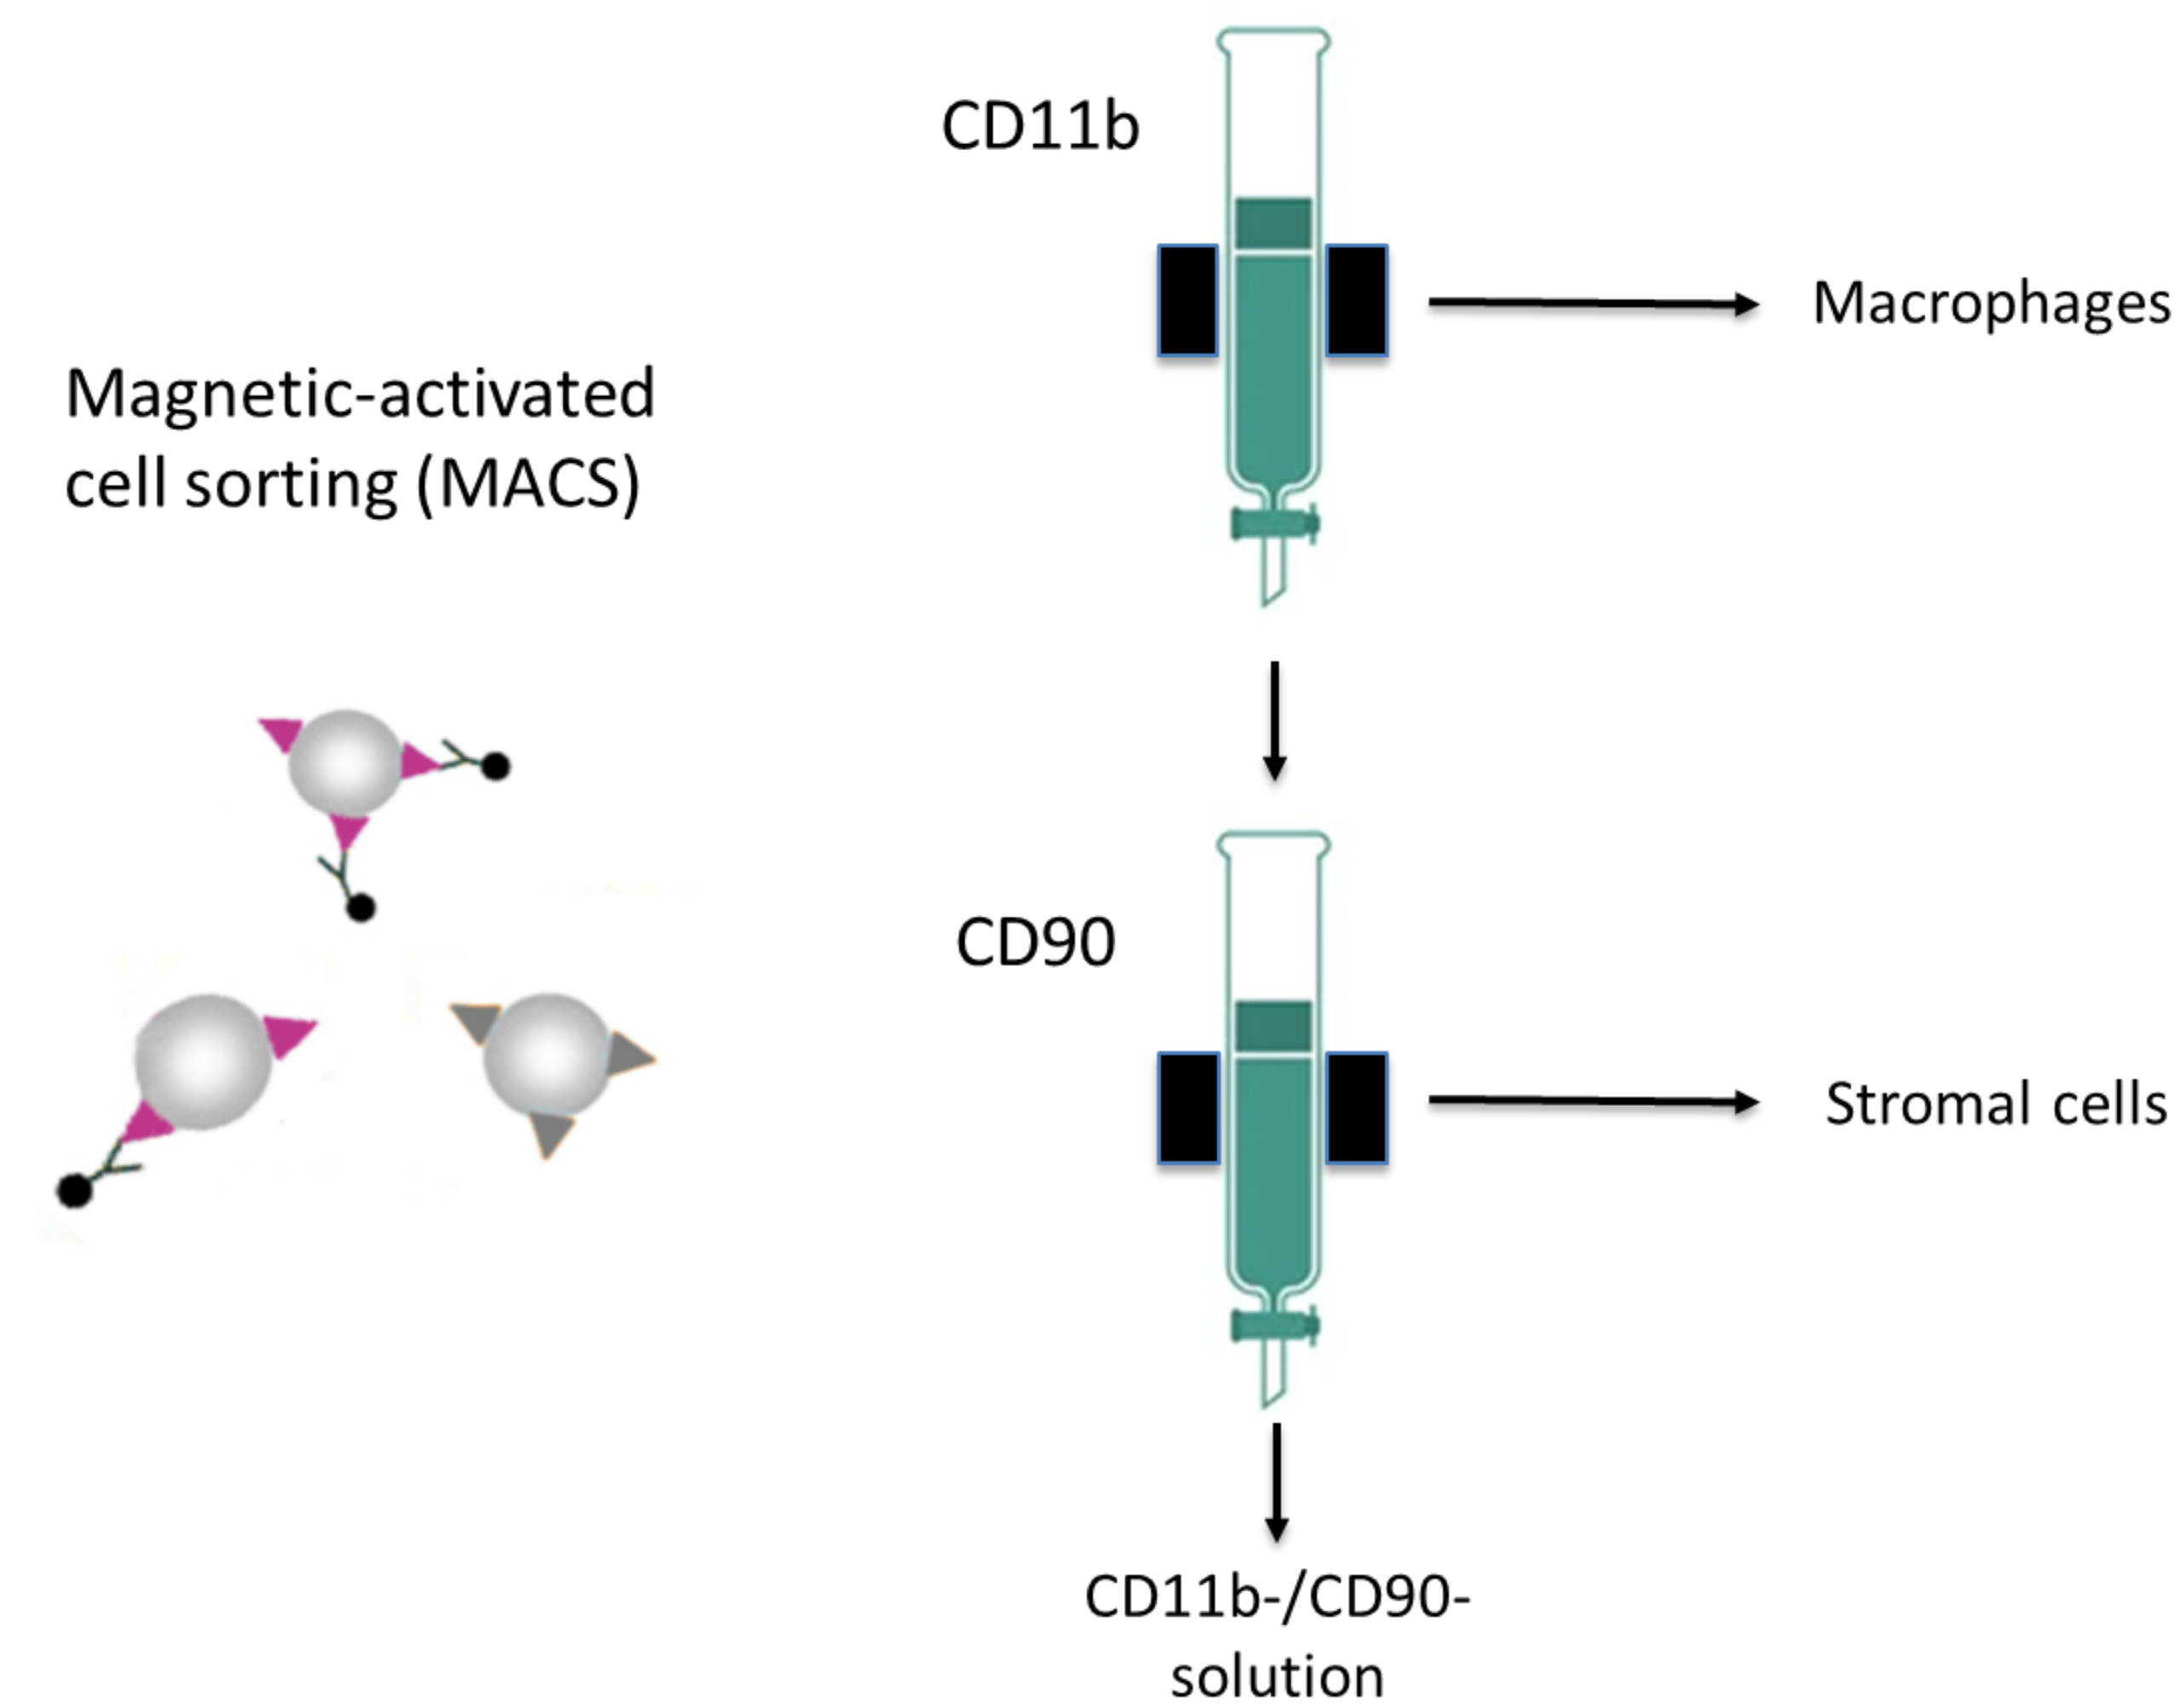 Magnetic-activated
cell sorting (MACS)
CD11b
Macrophages
CD90
Stromal cells
CD11b-/CD90-
solution